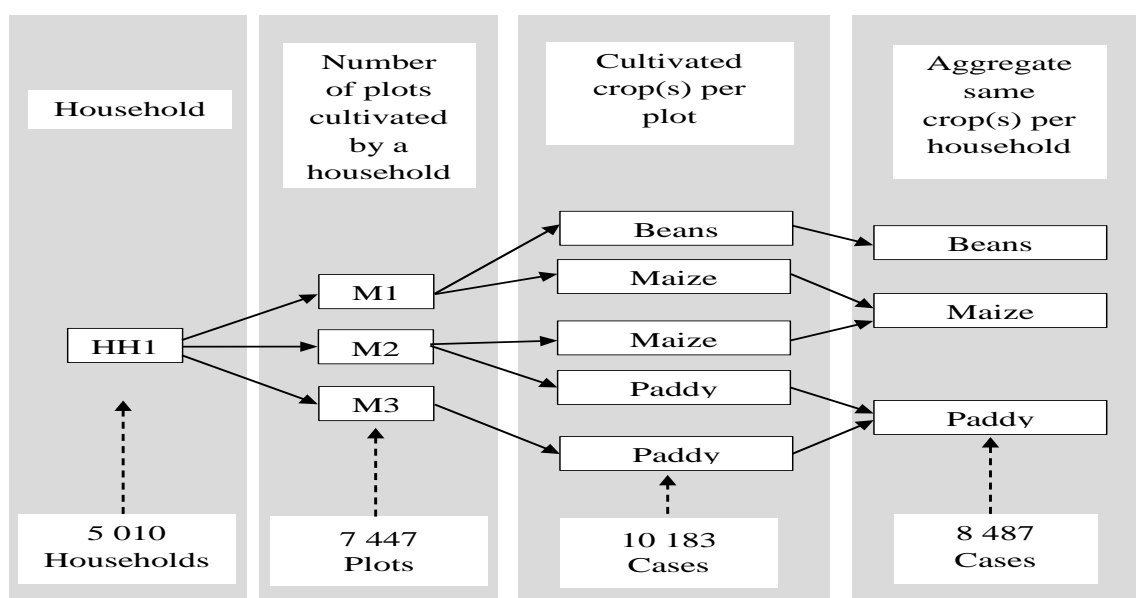 Household
Number
of plots
cultivated
by a
household
Cultivated
crop(s) per
plot
Aggregate
same
crop(s) per
household
HH1
M1
M2
M3
Beans
Maize
Maize
Paddy
Paddy
Beans
Maize
Paddy
5 010
Households
7 447
Plots
10 183
Cases
8 487
Cases